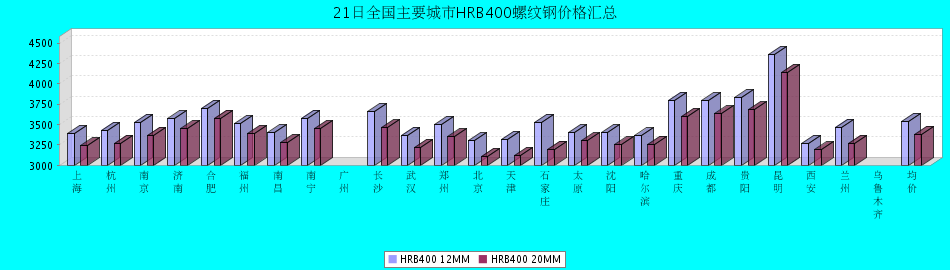 21日全国主要城市HRB400螺纹钢价格汇总
4500
4250
4000
3750
3500
3250
3000
上海
杭州
南京
济南
合肥
福州
南昌
南宁
广州
长沙
武汉
郑州
北京
天津
石家庄
太原
沈阳
哈尔滨
重庆
成都
贵阳
昆明
西安
兰州
乌鲁木齐
均价
HRB400 12MM
HRB400 20MM